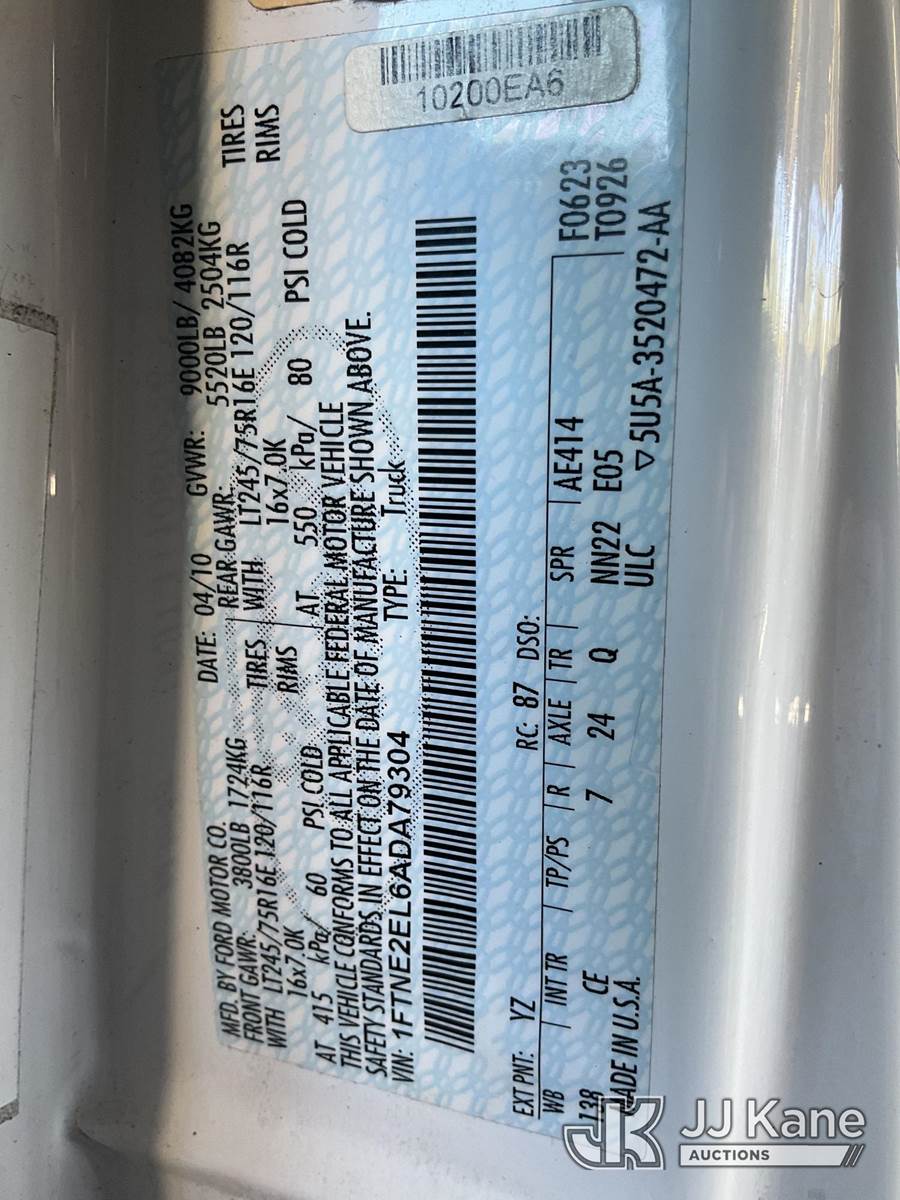 10200EA6
MFD. BY FORD MOTOR CO.
DATE: 04/10 GVWR: 9000LB/ 4082KG
FRONT GAWR: 3800LB 1724KG REAR GAWR: 5520LB 2504KG
WITH LT245/75R16E 120/116R TIRES WITH LT245/75R16E 120/116R TIRES
16x7.0K RIMS 16x7.0K RIMS
AT 415 kPa/ 60 PSI COLD AT 550 kPa/ 80 PSI COLD
THIS VEHICLE CONFORMS TO ALL APPLICABLE FEDERAL MOTOR VEHICLE
SAFETY STANDARDS IN EFFECT ON THE DATE OF MANUFACTURE SHOWN ABOVE.
VIN: 1FTNE2EL6ADA79304 TYPE: Truck
EXT PNT: YZ RC: 87 DSO: F0623
WB | INT TR | TP/PS | R | AXLE | TR | SPR | AE414 T0926
138 CE 7 24 Q NN22 E05
MADE IN U.S.A. ULC ▽5U5A-3520472-AA
JK JJ Kane
AUCTIONS